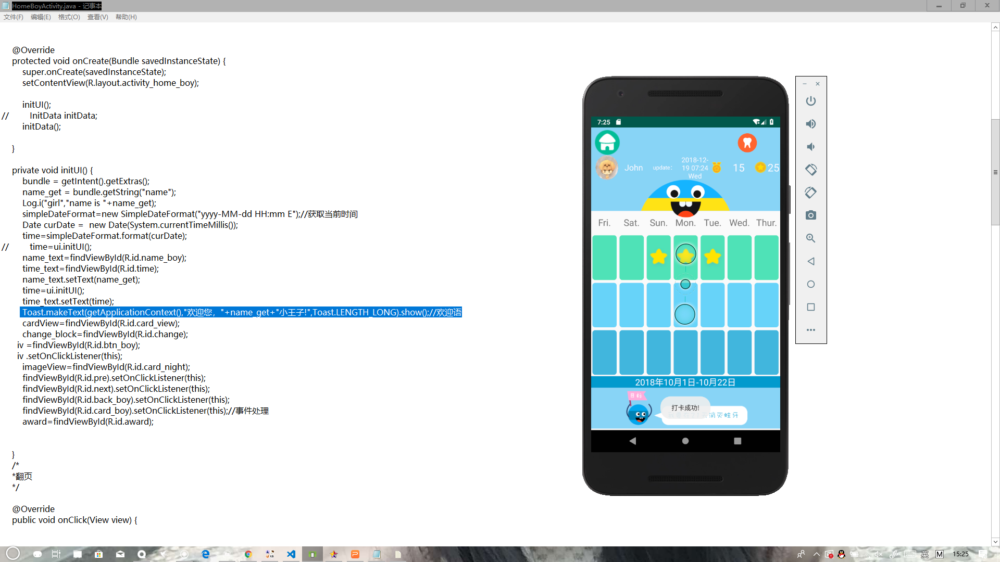 HomeBoyActivity.java - 记事本
文件(F) 编辑(E) 格式(O) 查看(V) 帮助(H)
@Override
protected void onCreate(Bundle savedInstanceState) {
super.onCreate(savedInstanceState);
setContentView(R.layout.activity_home_boy);
initUI();
// InitData initData;
initData();
}
private void initUI() {
bundle = getIntent().getExtras();
name_get = bundle.getString("name");
Log.i("girl","name is "+name_get);
simpleDateFormat=new SimpleDateFormat("yyyy-MM-dd HH:mm E");//获取当前时间
Date curDate =  new Date(System.currentTimeMillis());
time=simpleDateFormat.format(curDate);
// time=ui.initUI();
name_text=findViewById(R.id.name_boy);
time_text=findViewById(R.id.time);
name_text.setText(name_get);
time=ui.initUI();
time_text.setText(time);
Toast.makeText(getApplicationContext(),"欢迎您，"+name_get+"小王子!",Toast.LENGTH_LONG).show();//欢迎语
cardView=findViewById(R.id.card_view);
change_block=findViewById(R.id.change);
iv =findViewById(R.id.btn_boy);
iv .setOnClickListener(this);
imageView=findViewById(R.id.card_night);
findViewById(R.id.pre).setOnClickListener(this);
findViewById(R.id.next).setOnClickListener(this);
findViewById(R.id.back_boy).setOnClickListener(this);
findViewById(R.id.card_boy).setOnClickListener(this);//事件处理
award=findViewById(R.id.award);
}
/*
*翻页
*/
@Override
public void onClick(View view) {
7:25
John update: 2018-12-
19 07:24
Wed
15 25
Fri. Sat. Sun. Mon. Tue. Wed. Thur.
2018年10月1日-10月22日
目标
打卡成功!
消灭蛀牙
英 M 15:25